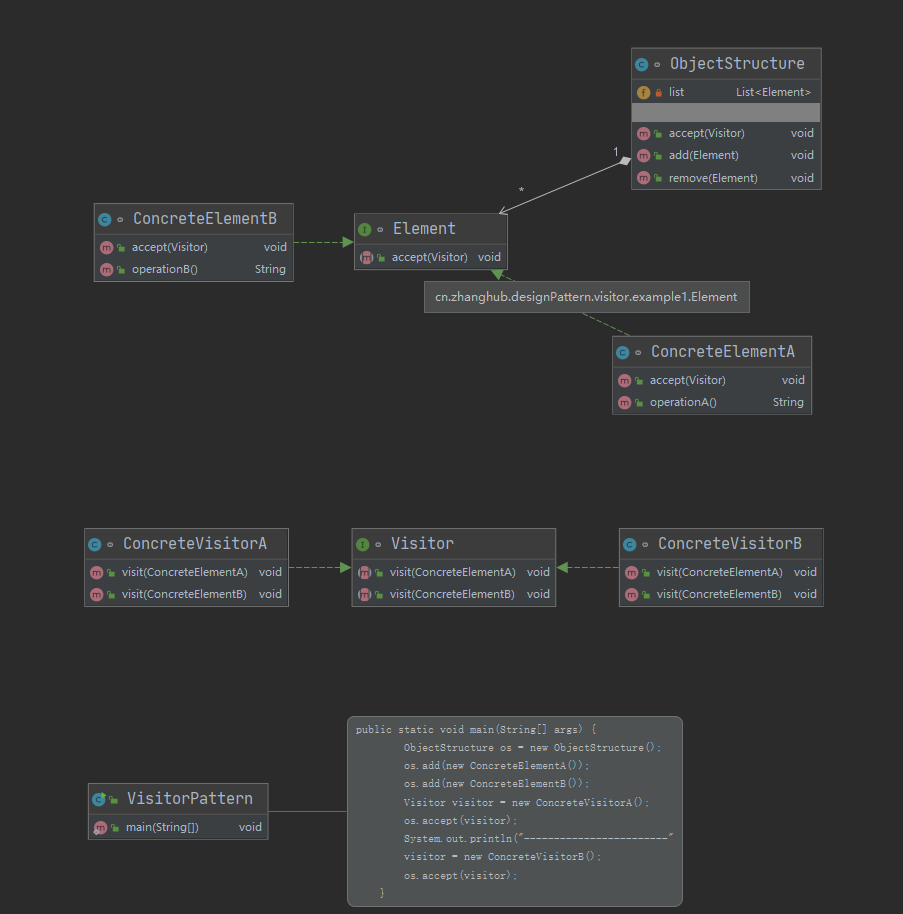 ObjectStructure
list List<Element>
accept(Visitor) void
add(Element) void
remove(Element) void
1
*
ConcreteElementB
accept(Visitor) void
operationB() String
Element
accept(Visitor) void
cn.zhanghub.designPattern.visitor.example1.Element
ConcreteElementA
accept(Visitor) void
operationA() String
ConcreteVisitorA
visit(ConcreteElementA) void
visit(ConcreteElementB) void
Visitor
visit(ConcreteElementA) void
visit(ConcreteElementB) void
ConcreteVisitorB
visit(ConcreteElementA) void
visit(ConcreteElementB) void
VisitorPattern
main(String[]) void
public static void main(String[] args) {
ObjectStructure os = new ObjectStructure();
os.add(new ConcreteElementA());
os.add(new ConcreteElementB());
Visitor visitor = new ConcreteVisitorA();
os.accept(visitor);
System.out.println("------------------------"
visitor = new ConcreteVisitorB();
os.accept(visitor);
}